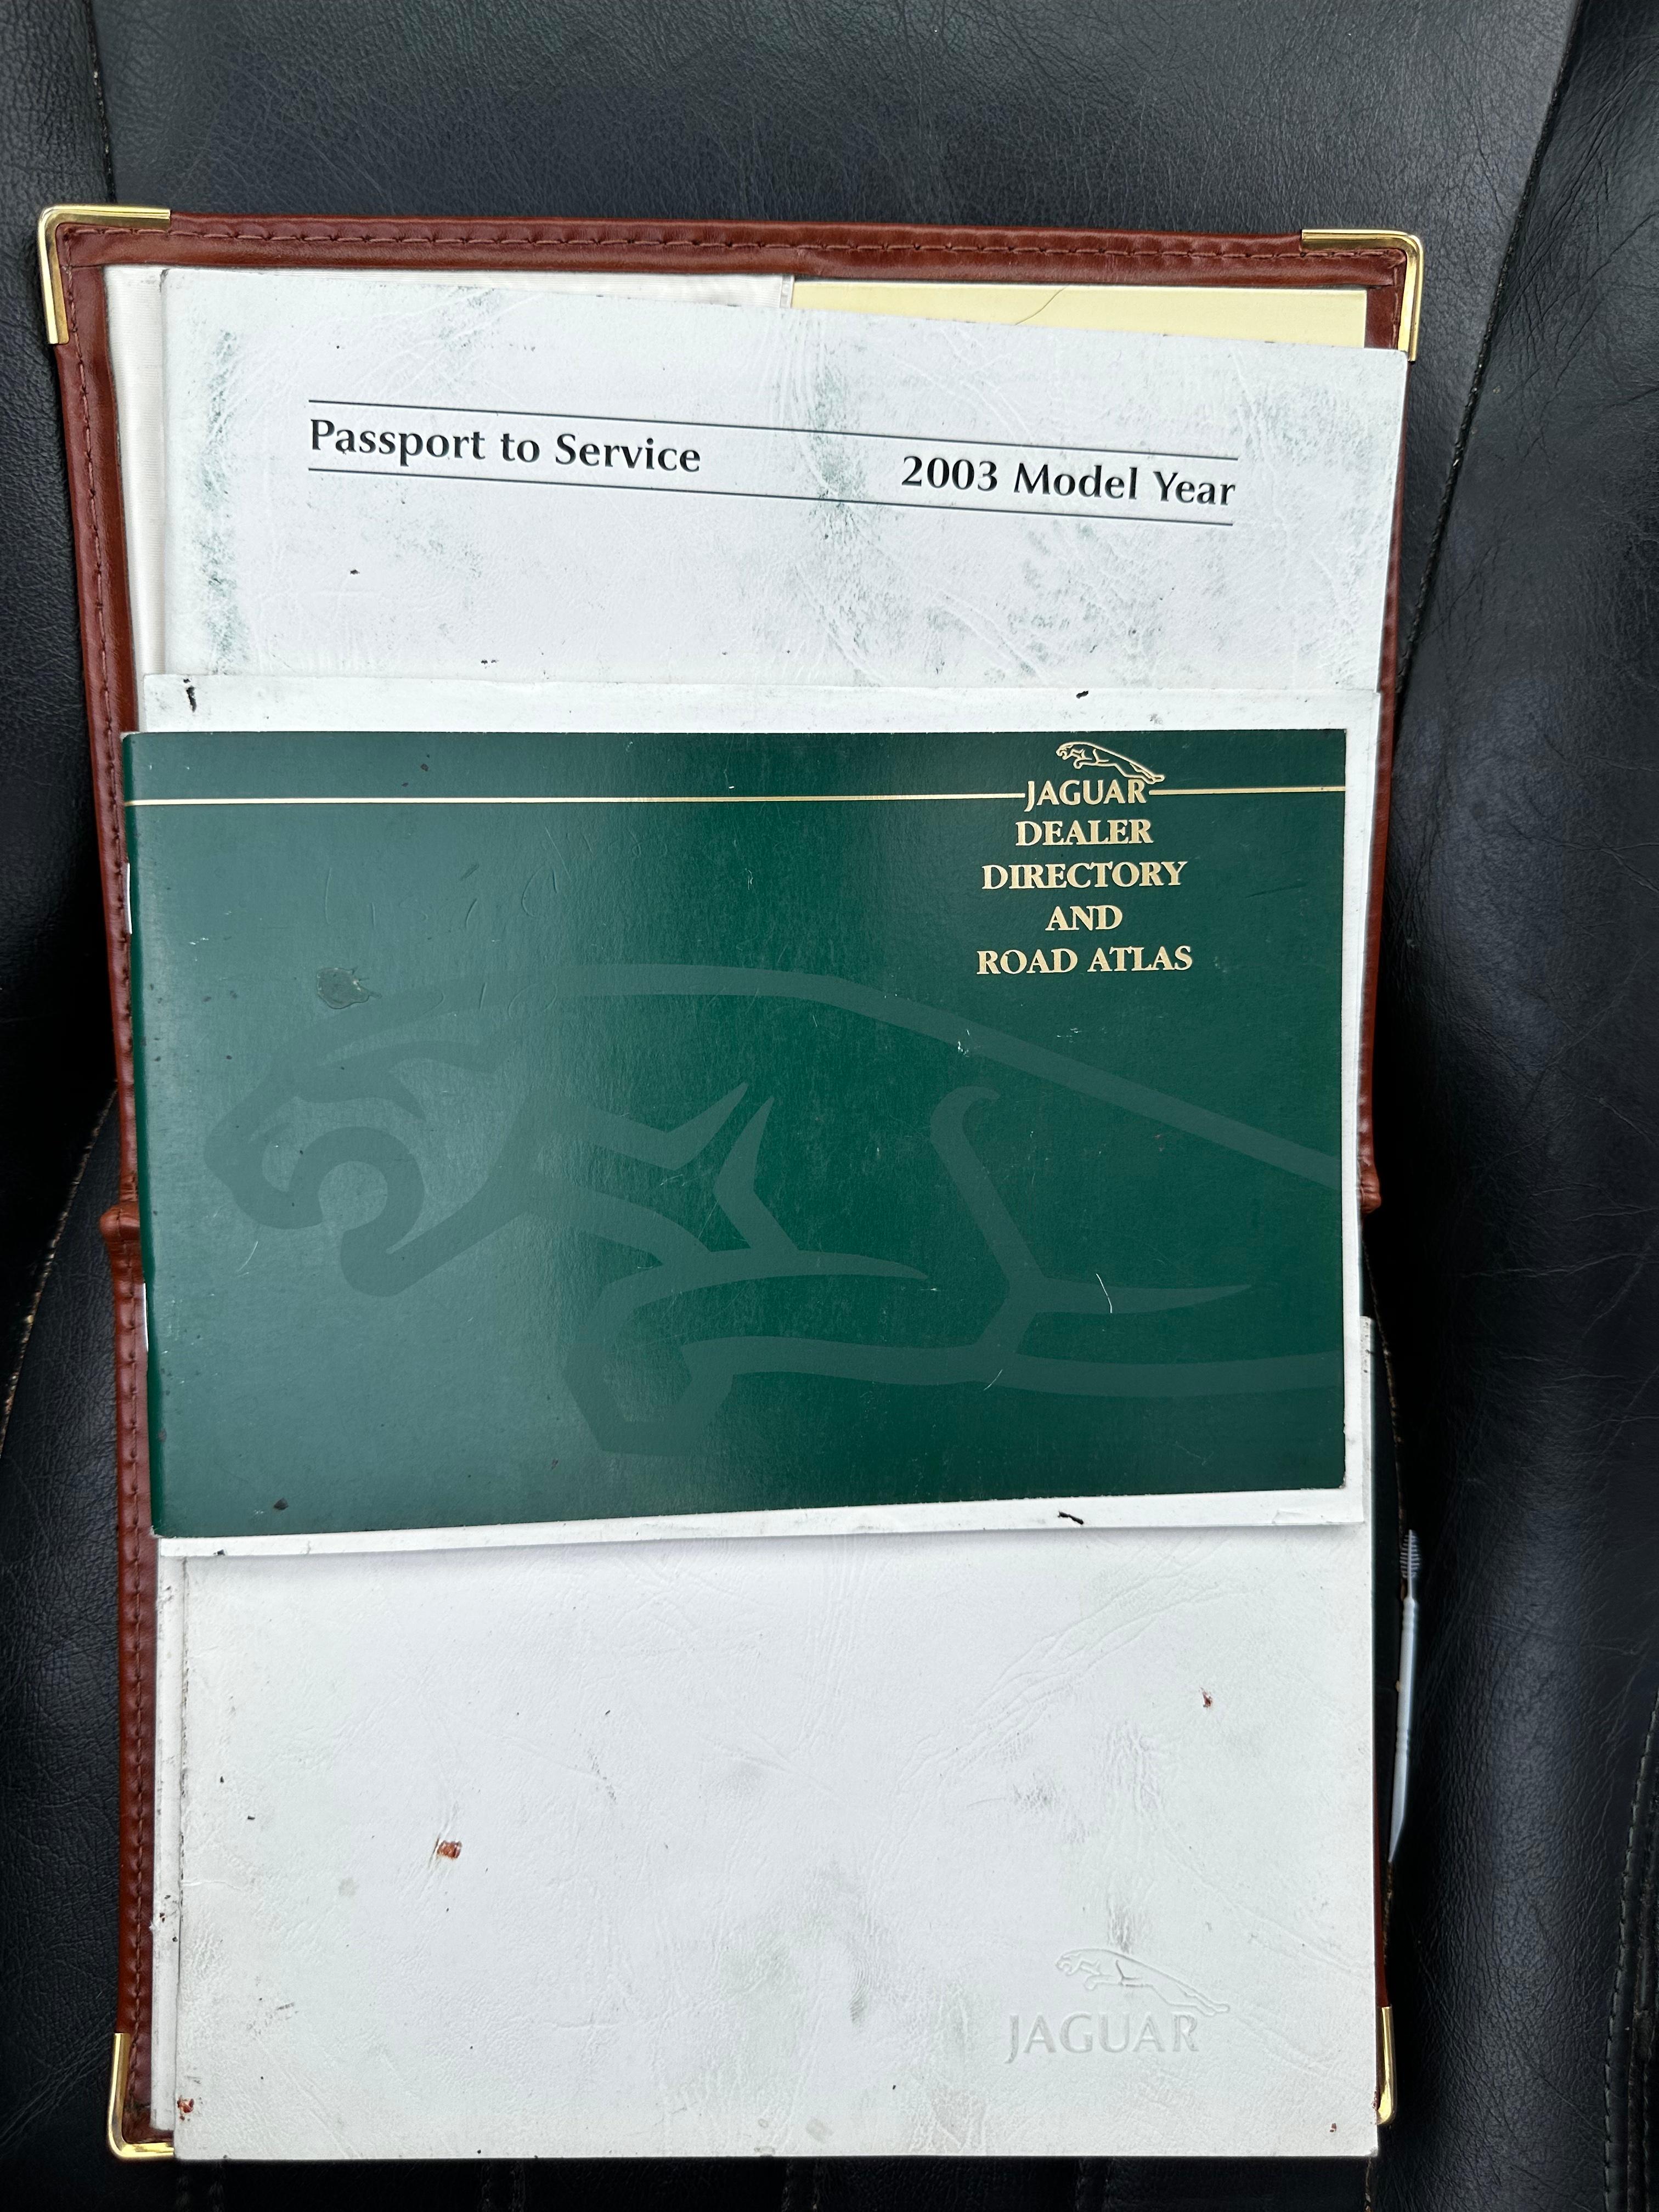 Passport to Service 2003 Model Year
JAGUAR
DEALER
DIRECTORY
AND
ROAD ATLAS
JAGUAR